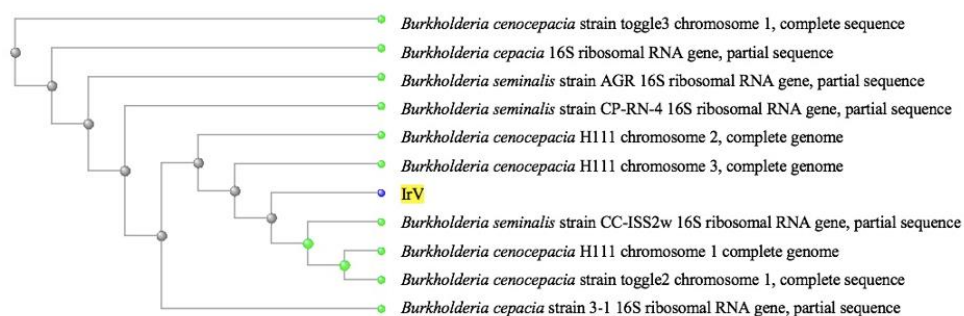 Burkholderia cenocepacia strain toggle3 chromosome 1, complete sequence
Burkholderia cepacia 16S ribosomal RNA gene, partial sequence
Burkholderia seminalis strain AGR 16S ribosomal RNA gene, partial sequence
Burkholderia seminalis strain CP-RN-4 16S ribosomal RNA gene, partial sequence
Burkholderia cenocepacia H111 chromosome 2, complete genome
Burkholderia cenocepacia H111 chromosome 3, complete genome
IrV
Burkholderia seminalis strain CC-ISS2w 16S ribosomal RNA gene, partial sequence
Burkholderia cenocepacia H111 chromosome 1 complete genome
Burkholderia cenocepacia strain toggle2 chromosome 1, complete sequence
Burkholderia cepacia strain 3-1 16S ribosomal RNA gene, partial sequence